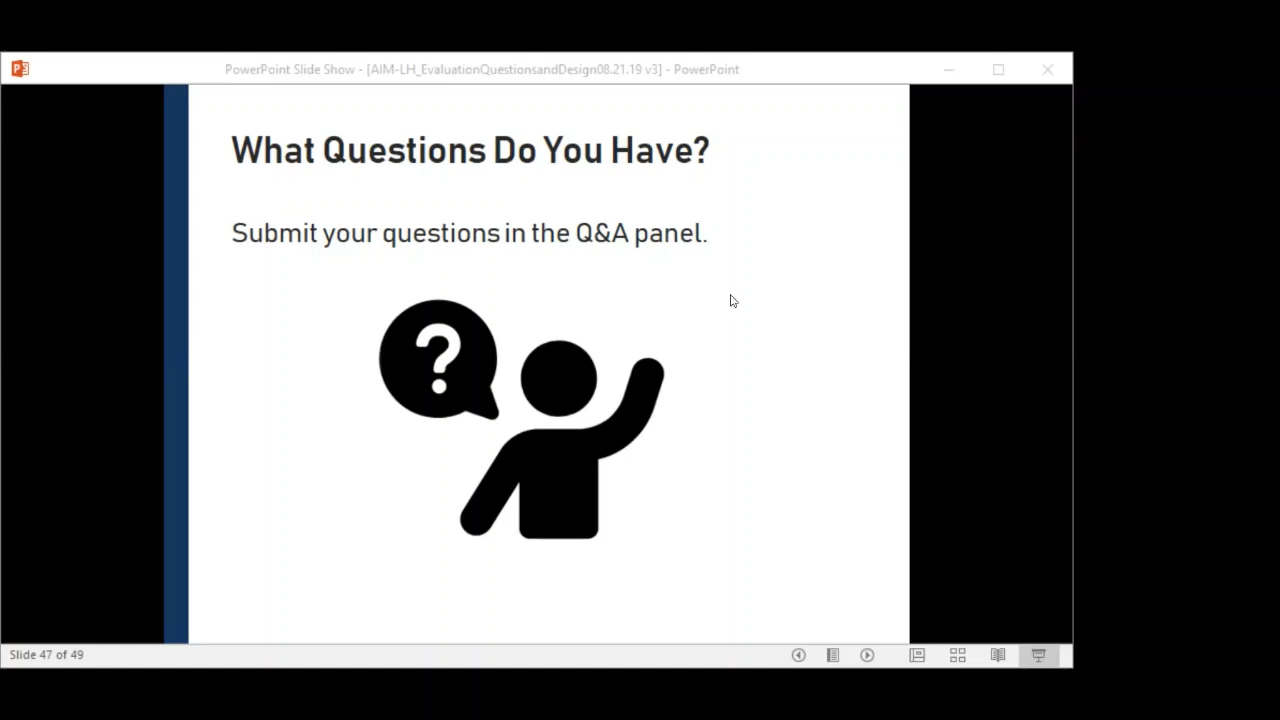 PowerPoint Slide Show - [AIM-LH_EvaluationQuestionsandDesign08.21.19 v3] - PowerPoint
What Questions Do You Have?
Submit your questions in the Q&A panel.
?
Slide 47 of 49